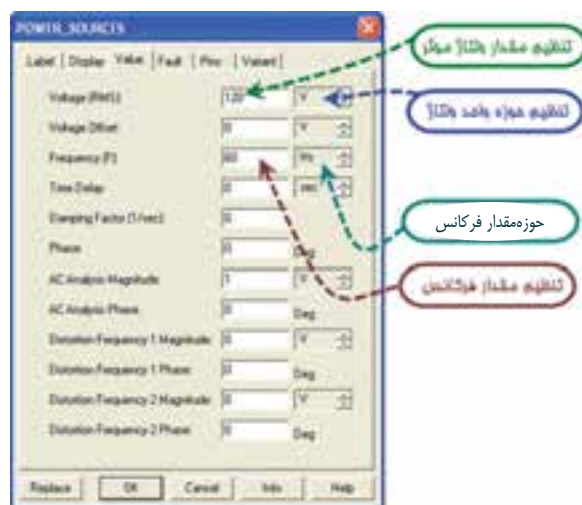 POWER_SOURCES
Label Display Value Fault Pins Variant
Voltage (RMS): 120 V
Voltage Offset: 0 V
Frequency (F): 60 Hz
Time Delay: 0 sec
Damping Factor (1/sec): 0
Phase: 0 Deg
AC Analysis Magnitude: 1 V
AC Analysis Phase: 0 Deg
Distortion Frequency 1 Magnitude: 0 V
Distortion Frequency 1 Phase: 0 Deg
Distortion Frequency 2 Magnitude: 0 V
Distortion Frequency 2 Phase: 0 Deg
Replace OK Cancel Info Help
تنظیم مقدار ولتاژ موثر
تنظیم حوزه واحد ولتاژ
حوزه‌مقدار فرکانس
تنظیم مقدار فرکانس